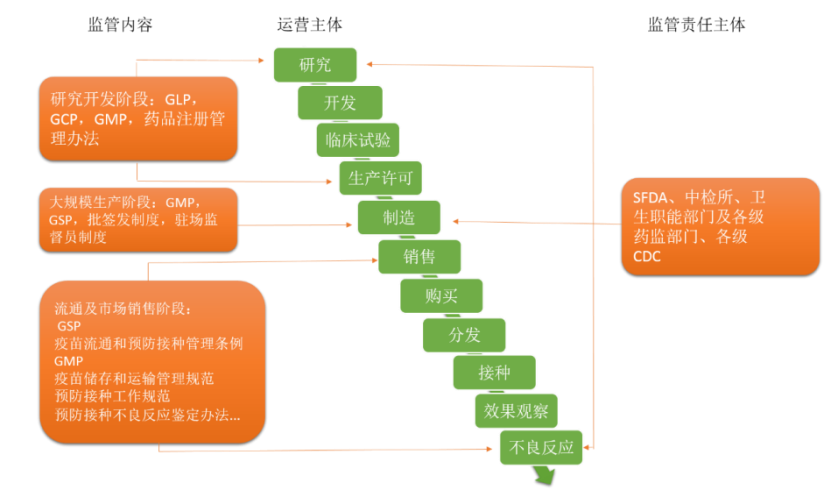 监管内容
运营主体
监管责任主体
研究
开发
临床试验
生产许可
制造
销售
购买
分发
接种
效果观察
不良反应
研究开发阶段：GLP，
GCP，GMP，药品注册管
理办法
大规模生产阶段：GMP，
GSP，批签发制度，驻场监
督员制度
流通及市场销售阶段：
GSP
疫苗流通和预防接种管理条例
GMP
疫苗储存和运输管理规范
预防接种工作规范
预防接种不良反应鉴定办法...
SFDA、中检所、卫
生职能部门及各级
药监部门、各级
CDC